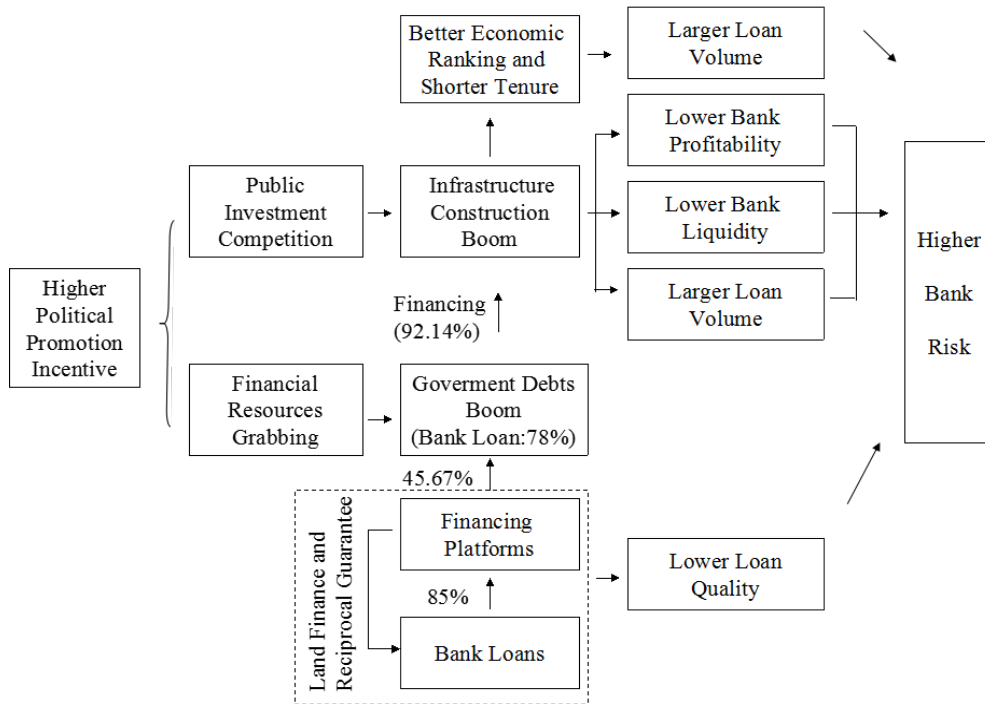 Better Economic
Ranking and
Shorter Tenure
Larger Loan
Volume
Lower Bank
Profitability
Public
Investment
Competition
Infrastructure
Construction
Boom
Lower Bank
Liquidity
Higher
Bank
Risk
Higher
Political
Promotion
Incentive
Financing
(92.14%)
Larger Loan
Volume
Financial
Resources
Grabbing
Goverment Debts
Boom
(Bank Loan:78%)
45.67%
Land Finance and
Reciprocal Guarantee
Financing
Platforms
85%
Bank Loans
Lower Loan
Quality